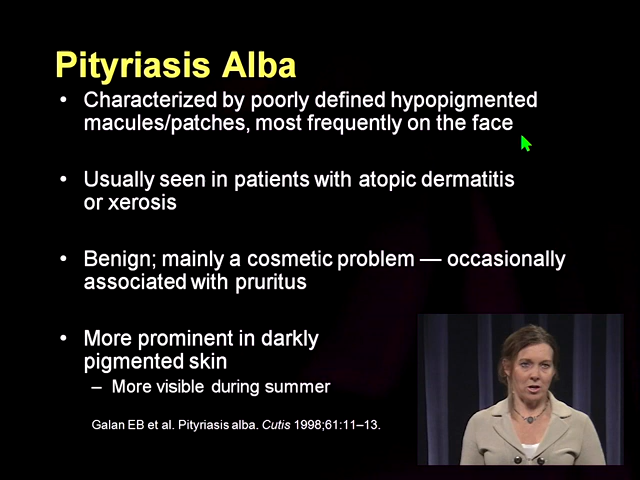 Pityriasis Alba
• Characterized by poorly defined hypopigmented
macules/patches, most frequently on the face
• Usually seen in patients with atopic dermatitis
or xerosis
• Benign; mainly a cosmetic problem — occasionally
associated with pruritus
• More prominent in darkly
pigmented skin
– More visible during summer
Galan EB et al. Pityriasis alba. Cutis 1998;61:11–13.